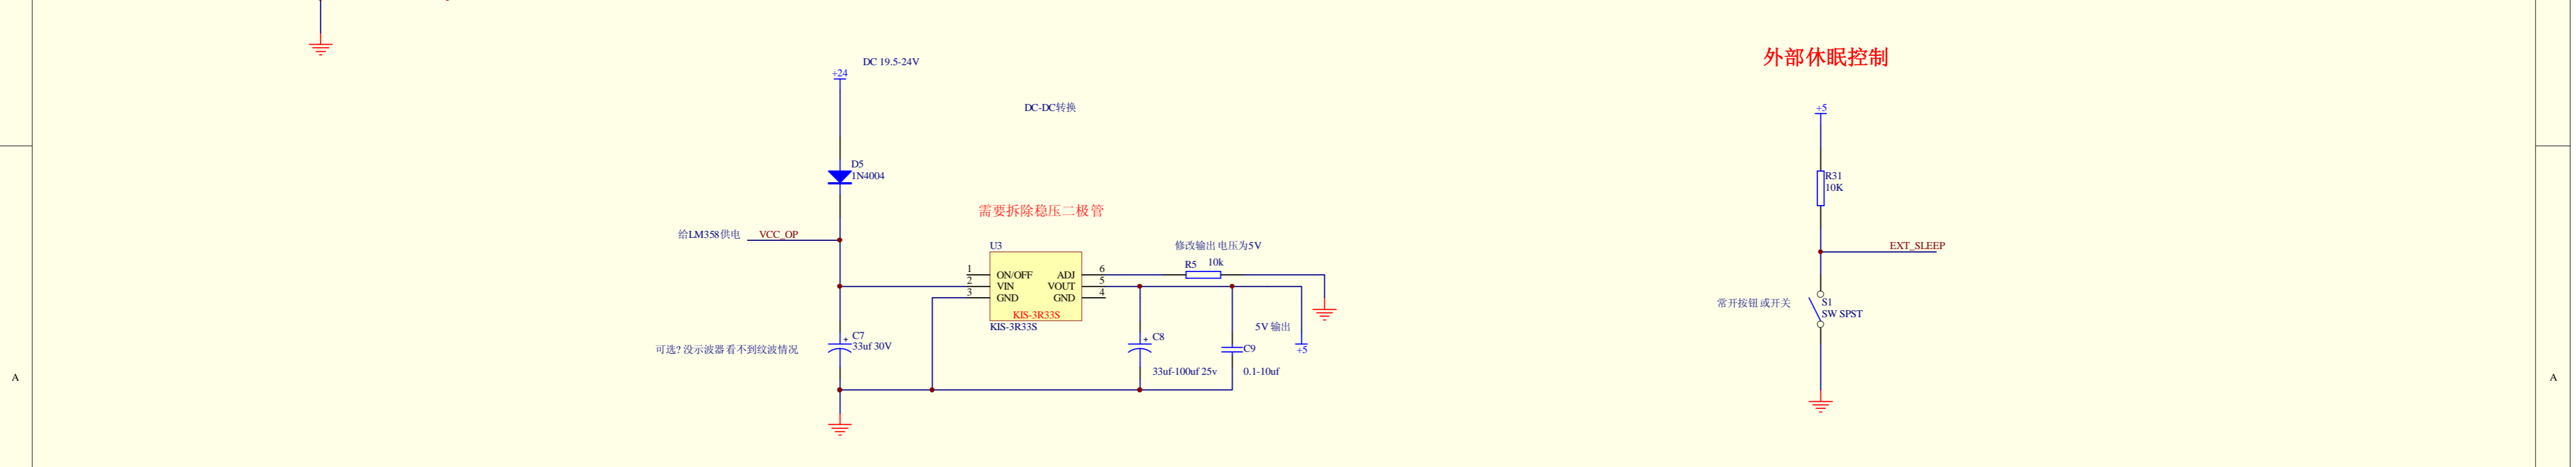 外部休眠控制
DC 19.5-24V
+24
DC-DC转换
+5
D5
1N4004
R31
10K
需要拆除稳压二极管
给LM358供电
VCC_OP
U3
修改输出电压为5V
EXT_SLEEP
R5
10k
1
ON/OFF
ADJ
6
2
VIN
VOUT
5
3
GND
GND
4
KIS-3R33S
KIS-3R33S
常开按钮或开关
S1
SW SPST
5V 输出
C7
33uf 30V
C8
C9
+5
+
+
可选? 没示波器看不到纹波情况
33uf-100uf 25v
0.1-10uf
A
A